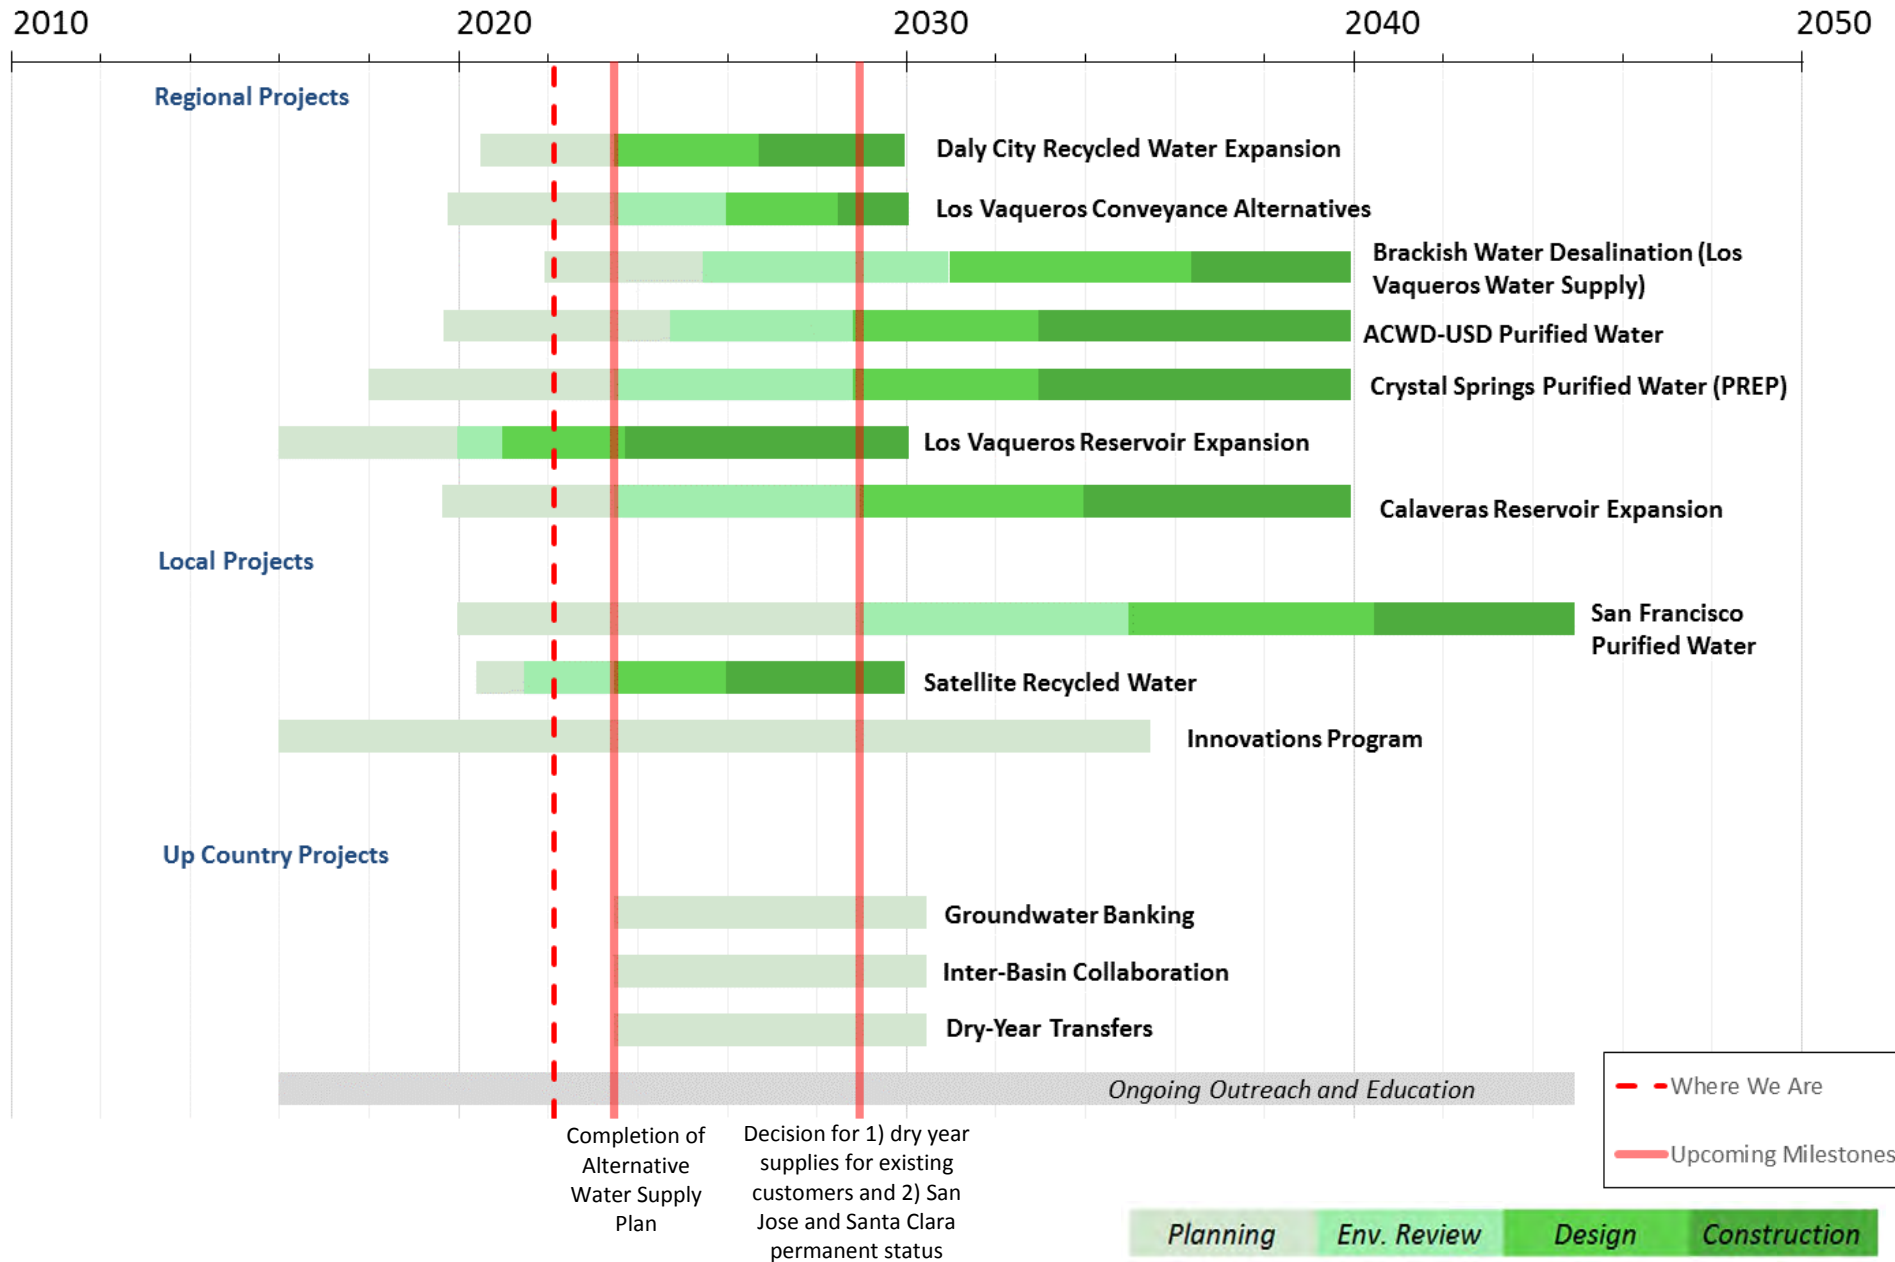 2010 2020 2030 2040 2050
Regional Projects
Daly City Recycled Water Expansion
Los Vaqueros Conveyance Alternatives
Brackish Water Desalination (Los
Vaqueros Water Supply)
ACWD-USD Purified Water
Crystal Springs Purified Water (PREP)
Los Vaqueros Reservoir Expansion
Calaveras Reservoir Expansion
Local Projects
San Francisco
Purified Water
Satellite Recycled Water
Innovations Program
Up Country Projects
Groundwater Banking
Inter-Basin Collaboration
Dry-Year Transfers
Ongoing Outreach and Education
Where We Are
Upcoming Milestones
Completion of
Alternative
Water Supply
Plan
Decision for 1) dry year
supplies for existing
customers and 2) San
Jose and Santa Clara
permanent status
Planning Env. Review Design Construction